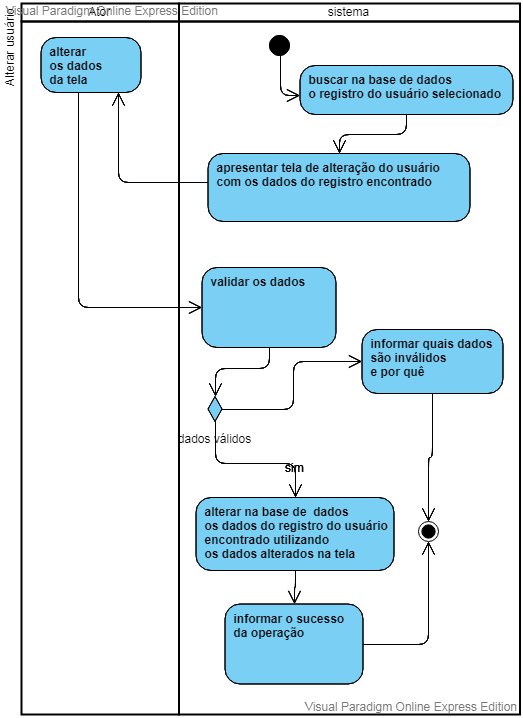 Visual Paradigm Online Express Edition
Ator
sistema
Alterar usuário
alterar
os dados
da tela
buscar na base de dados
o registro do usuário selecionado
apresentar tela de alteração do usuário
com os dados do registro encontrado
validar os dados
informar quais dados
são inválidos
e por quê
dados válidos
sim
alterar na base de  dados
os dados do registro do usuário
encontrado utilizando
os dados alterados na tela
informar o sucesso
da operação
Visual Paradigm Online Express Edition